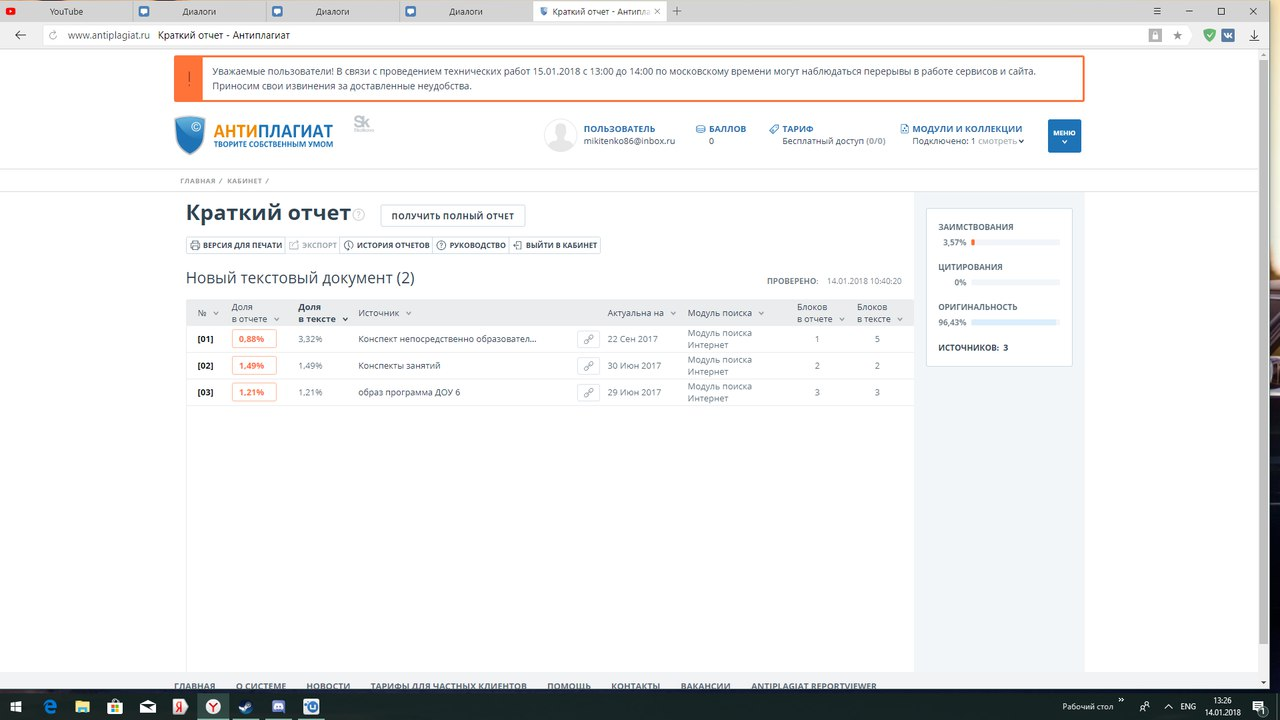 YouTube
Диалоги
Диалоги
Диалоги
Краткий отчет - Антипла
www.antiplagiat.ru Краткий отчет - Антиплагиат
Уважаемые пользователи! В связи с проведением технических работ 15.01.2018 с 13:00 до 14:00 по московскому времени могут наблюдаться перерывы в работе сервисов и сайта.
Приносим свои извинения за доставленные неудобства.
АНТИПЛАГИАТ
ТВОРИТЕ СОБСТВЕННЫМ УМОМ
Sk
ПОЛЬЗОВАТЕЛЬ
mikitenko86@inbox.ru
БАЛЛОВ
0
ТАРИФ
Бесплатный доступ (0/0)
МОДУЛИ И КОЛЛЕКЦИИ
Подключено: 1 смотреть
МЕНЮ
ГЛАВНАЯ / КАБИНЕТ /
Краткий отчет ?
ПОЛУЧИТЬ ПОЛНЫЙ ОТЧЕТ
ВЕРСИЯ ДЛЯ ПЕЧАТИ ЭКСПОРТ ИСТОРИЯ ОТЧЕТОВ РУКОВОДСТВО ВЫЙТИ В КАБИНЕТ
Новый текстовый документ (2)
ПРОВЕРЕНО: 14.01.2018 10:40:20
№ Доля в отчете Доля в тексте Источник Актуальна на Модуль поиска Блоков в отчете Блоков в тексте
[01] 0,88% 3,32% Конспект непосредственно образовател... 22 Сен 2017 Модуль поиска Интернет 1 5
[02] 1,49% 1,49% Конспекты занятий 30 Июн 2017 Модуль поиска Интернет 2 2
[03] 1,21% 1,21% образ программа ДОУ 6 29 Июн 2017 Модуль поиска Интернет 3 3
ЗАИМСТВОВАНИЯ
3,57%
ЦИТИРОВАНИЯ
0%
ОРИГИНАЛЬНОСТЬ
96,43%
ИСТОЧНИКОВ: 3
ГЛАВНАЯ О СИСТЕМЕ НОВОСТИ ТАРИФЫ ДЛЯ ЧАСТНЫХ КЛИЕНТОВ ПОМОЩЬ КОНТАКТЫ ВАКАНСИИ ANTIPLAGIAT REPORTVIEWER
Рабочий стол
ENG
13:26
14.01.2018